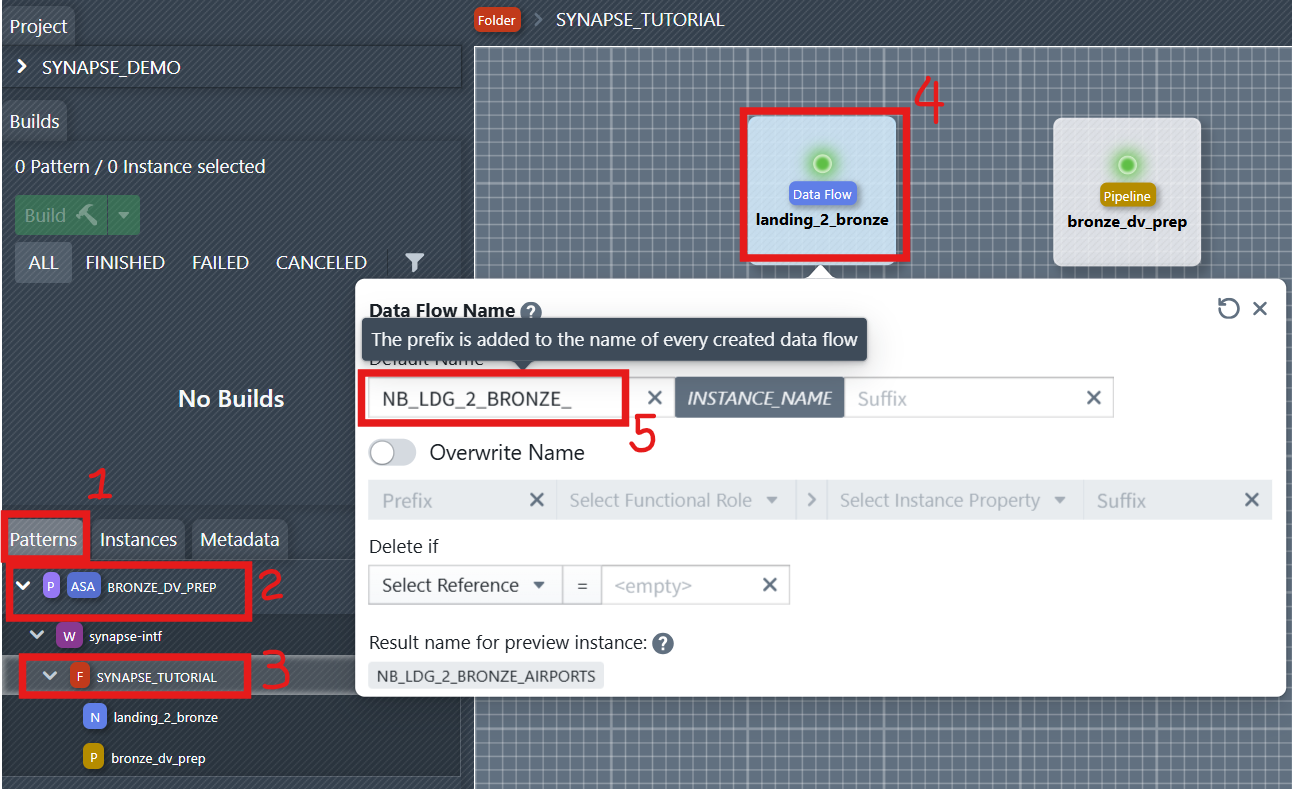 Project
SYNAPSE_DEMO
Builds
0 Pattern / 0 Instance selected
Build
ALL FINISHED FAILED CANCELED
No Builds
1
Patterns Instances Metadata
P ASA BRONZE_DV_PREP 2
W synapse-intf
F SYNAPSE_TUTORIAL 3
N landing_2_bronze
P bronze_dv_prep
Folder > SYNAPSE_TUTORIAL
4
Data Flow
landing_2_bronze
Pipeline
bronze_dv_prep
Data Flow Name ?
The prefix is added to the name of every created data flow
Default Name
NB_LDG_2_BRONZE_ INSTANCE_NAME Suffix
5
Overwrite Name
Prefix Select Functional Role > Select Instance Property Suffix
Delete if
Select Reference = <empty>
Result name for preview instance: ?
NB_LDG_2_BRONZE_AIRPORTS